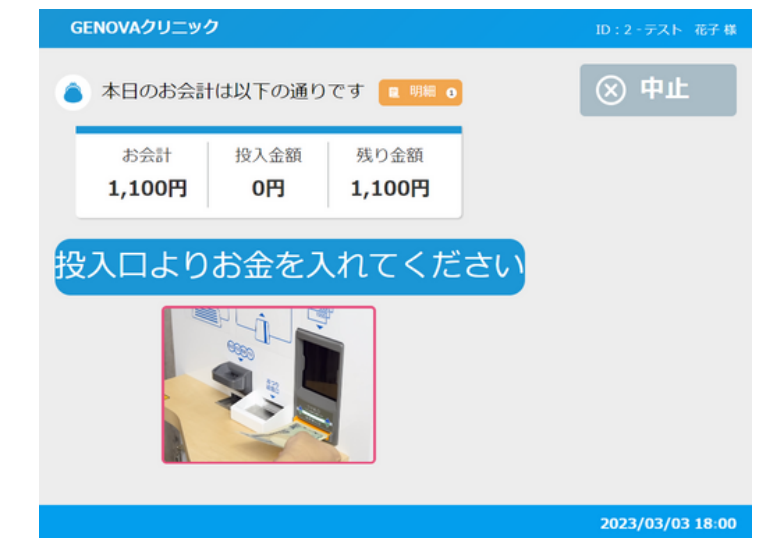 GENOVAクリニック
ID：2 - テスト 花子 様
本日のお会計は以下の通りです 明細 1
中止
お会計 投入金額 残り金額
1,100円 0円 1,100円
投入口よりお金を入れてください
2023/03/03 18:00